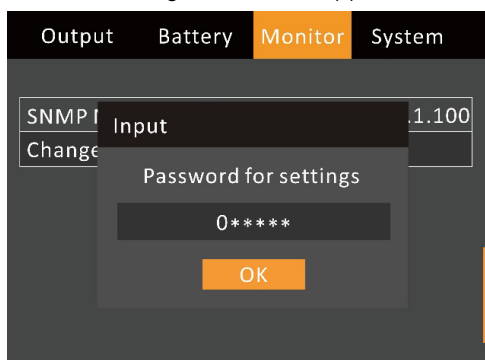 Output Battery Monitor System
SNMP .1.100
Input
Change
Password for settings
0*****
OK